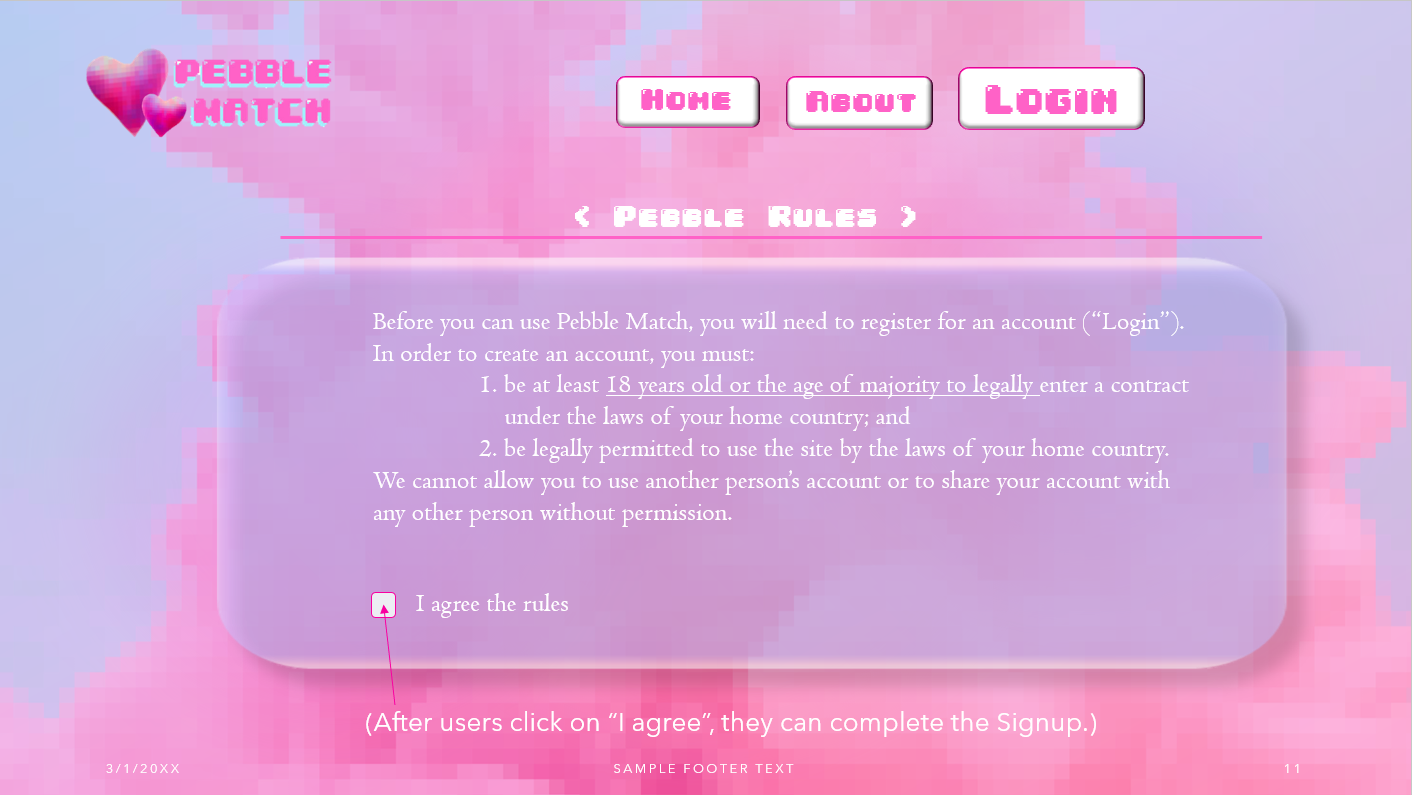 PEBBLE
MATCH
HOME
ABOUT
LOGIN
< PEBBLE RULES >
Before you can use Pebble Match, you will need to register for an account (“Login”).
In order to create an account, you must:
1. be at least 18 years old or the age of majority to legally enter a contract
under the laws of your home country; and
2. be legally permitted to use the site by the laws of your home country.
We cannot allow you to use another person’s account or to share your account with
any other person without permission.
I agree the rules
(After users click on “I agree”, they can complete the Signup.)
3/1/20XX
SAMPLE FOOTER TEXT
11